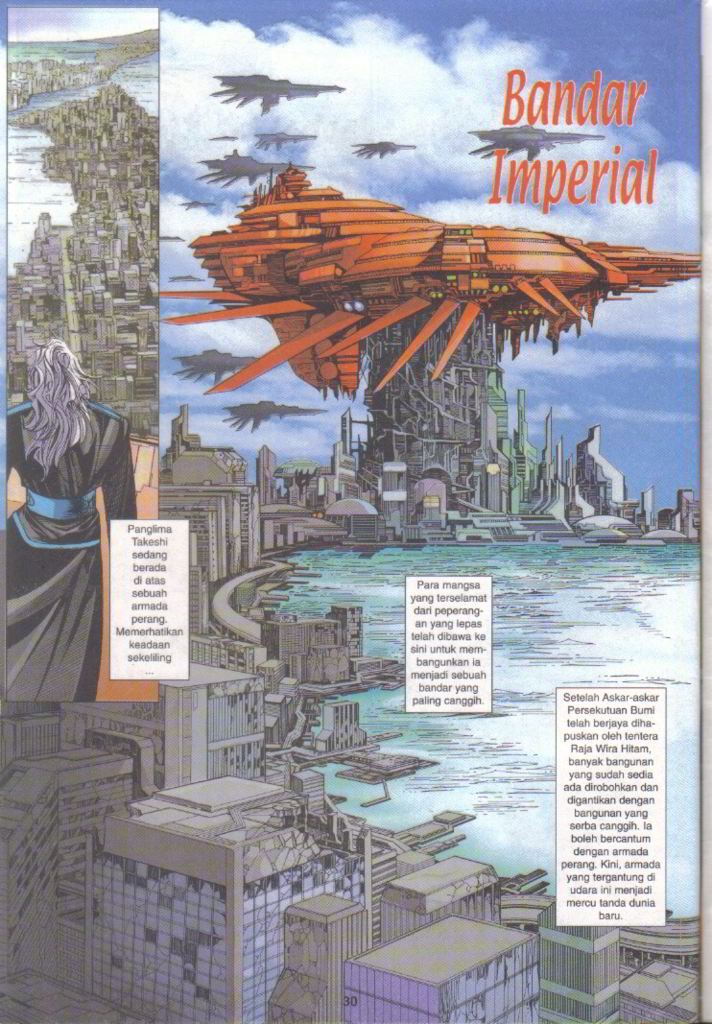 Bandar
Imperial
Panglima
Takeshi
sedang
berada
di atas
sebuah
armada
perang.
Memerhatikan
keadaan
sekeliling
...
Para mangsa
yang terselamat
dari peperang-
an yang lepas
telah dibawa ke
sini untuk mem-
bangunkan ia
menjadi sebuah
bandar yang
paling canggih.
Setelah Askar-askar
Persekutuan Bumi
telah berjaya diha-
puskan oleh tentera
Raja Wira Hitam,
banyak bangunan
yang sudah sedia
ada dirobohkan dan
digantikan dengan
bangunan yang
serba canggih. Ia
boleh bercantum
dengan armada
perang. Kini, armada
yang tergantung di
udara ini menjadi
mercu tanda dunia
baru.
30